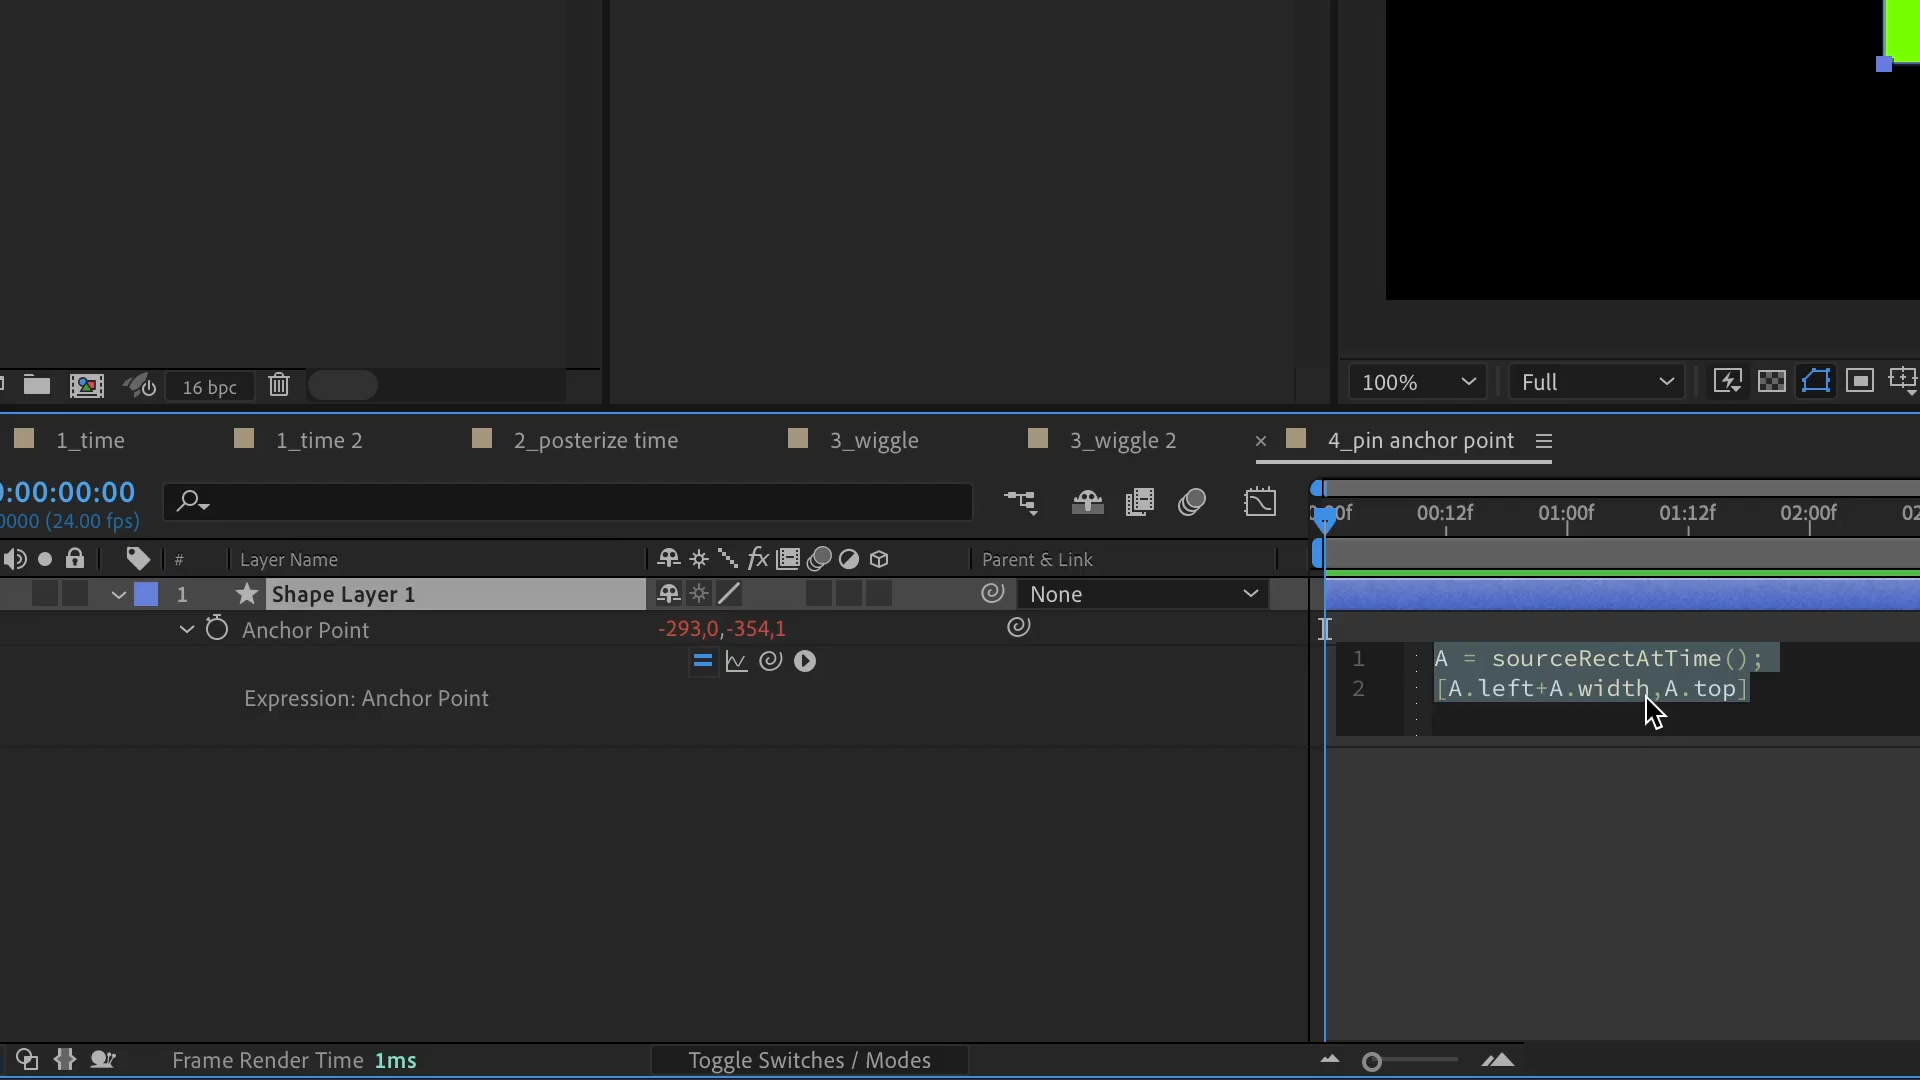 16 bpc
100%
Full
1_time
1_time 2
2_posterize time
3_wiggle
3_wiggle 2
× 4_pin anchor point
:00:00:00
0000 (24.00 fps)
00f 00:12f 01:00f 01:12f 02:00f 02
# Layer Name
fx
Parent & Link
1 Shape Layer 1
None
Anchor Point
-293,0,-354,1
Expression: Anchor Point
1 A = sourceRectAtTime();
2 [A.left+A.width,A.top]
Frame Render Time 1ms
Toggle Switches / Modes